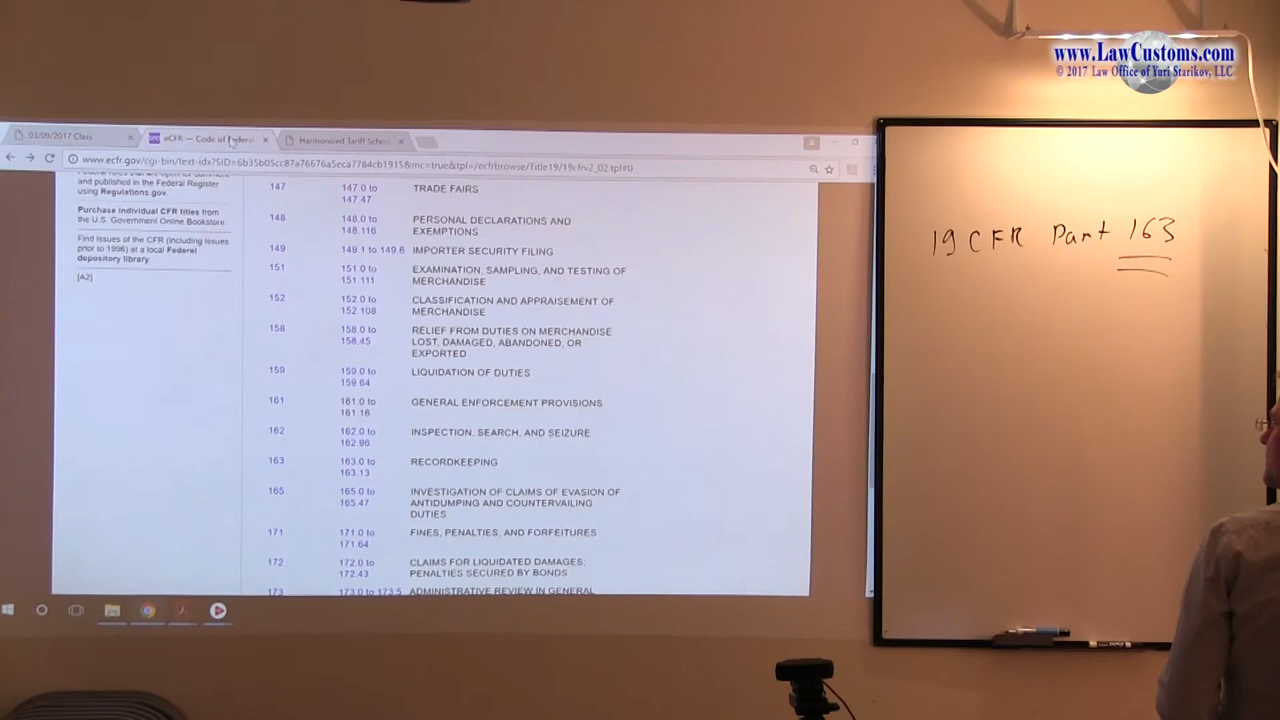 www.LawCustoms.com
© 2017 Law Office of Yuri Starikov, LLC
03/09/2017 Class
eCFR — Code of Federal
Harmonized Tariff Sched
www.ecfr.gov/cgi-bin/text-idx?SID=6b35b05cc87a76676a5eca7784cb1915&mc=true&tpl=/ecfrbrowse/Title19/19cfrv2_02.tpl#0
and published in the Federal Register
using Regulations.gov.
Purchase individual CFR titles from
the U.S. Government Online Bookstore.
Find issues of the CFR (including issues
prior to 1996) at a local Federal
depository library.
[A2]
147 147.0 to 147.47 TRADE FAIRS
148 148.0 to 148.116 PERSONAL DECLARATIONS AND EXEMPTIONS
149 149.1 to 149.6 IMPORTER SECURITY FILING
151 151.0 to 151.111 EXAMINATION, SAMPLING, AND TESTING OF MERCHANDISE
152 152.0 to 152.108 CLASSIFICATION AND APPRAISEMENT OF MERCHANDISE
158 158.0 to 158.45 RELIEF FROM DUTIES ON MERCHANDISE LOST, DAMAGED, ABANDONED, OR EXPORTED
159 159.0 to 159.64 LIQUIDATION OF DUTIES
161 161.0 to 161.16 GENERAL ENFORCEMENT PROVISIONS
162 162.0 to 162.96 INSPECTION, SEARCH, AND SEIZURE
163 163.0 to 163.13 RECORDKEEPING
165 165.0 to 165.47 INVESTIGATION OF CLAIMS OF EVASION OF ANTIDUMPING AND COUNTERVAILING DUTIES
171 171.0 to 171.64 FINES, PENALTIES, AND FORFEITURES
172 172.0 to 172.43 CLAIMS FOR LIQUIDATED DAMAGES; PENALTIES SECURED BY BONDS
173 173.0 to 173.5 ADMINISTRATIVE REVIEW IN GENERAL
19 CFR Part 163